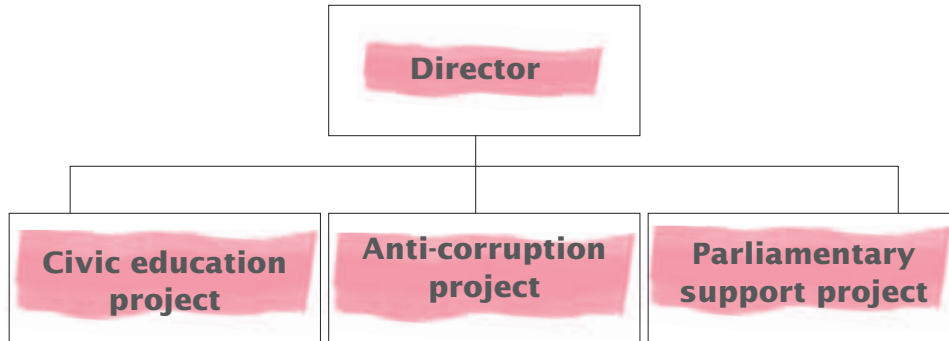 Director
Civic education
project
Anti-corruption
project
Parliamentary
support project